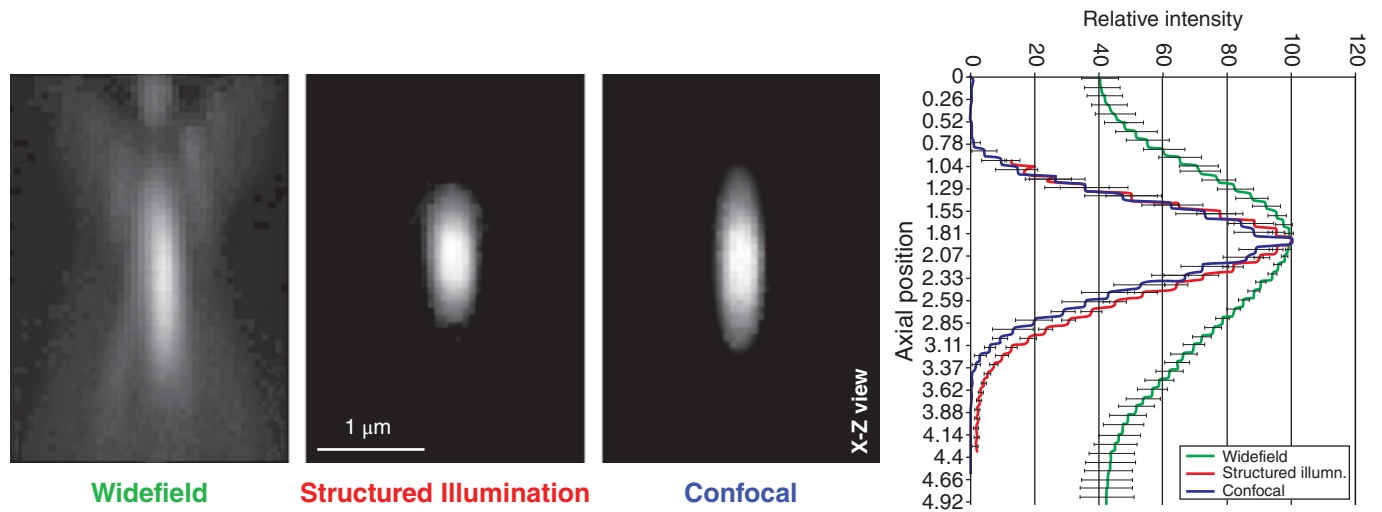 1 µm
X-Z view
Widefield
Structured Illumination
Confocal
Relative intensity
0 20 40 60 80 100 120
Axial position
0
0.26
0.52
0.78
1.04
1.29
1.55
1.81
2.07
2.33
2.59
2.85
3.11
3.37
3.62
3.88
4.14
4.4
4.66
4.92
Widefield
Structured illumn.
Confocal